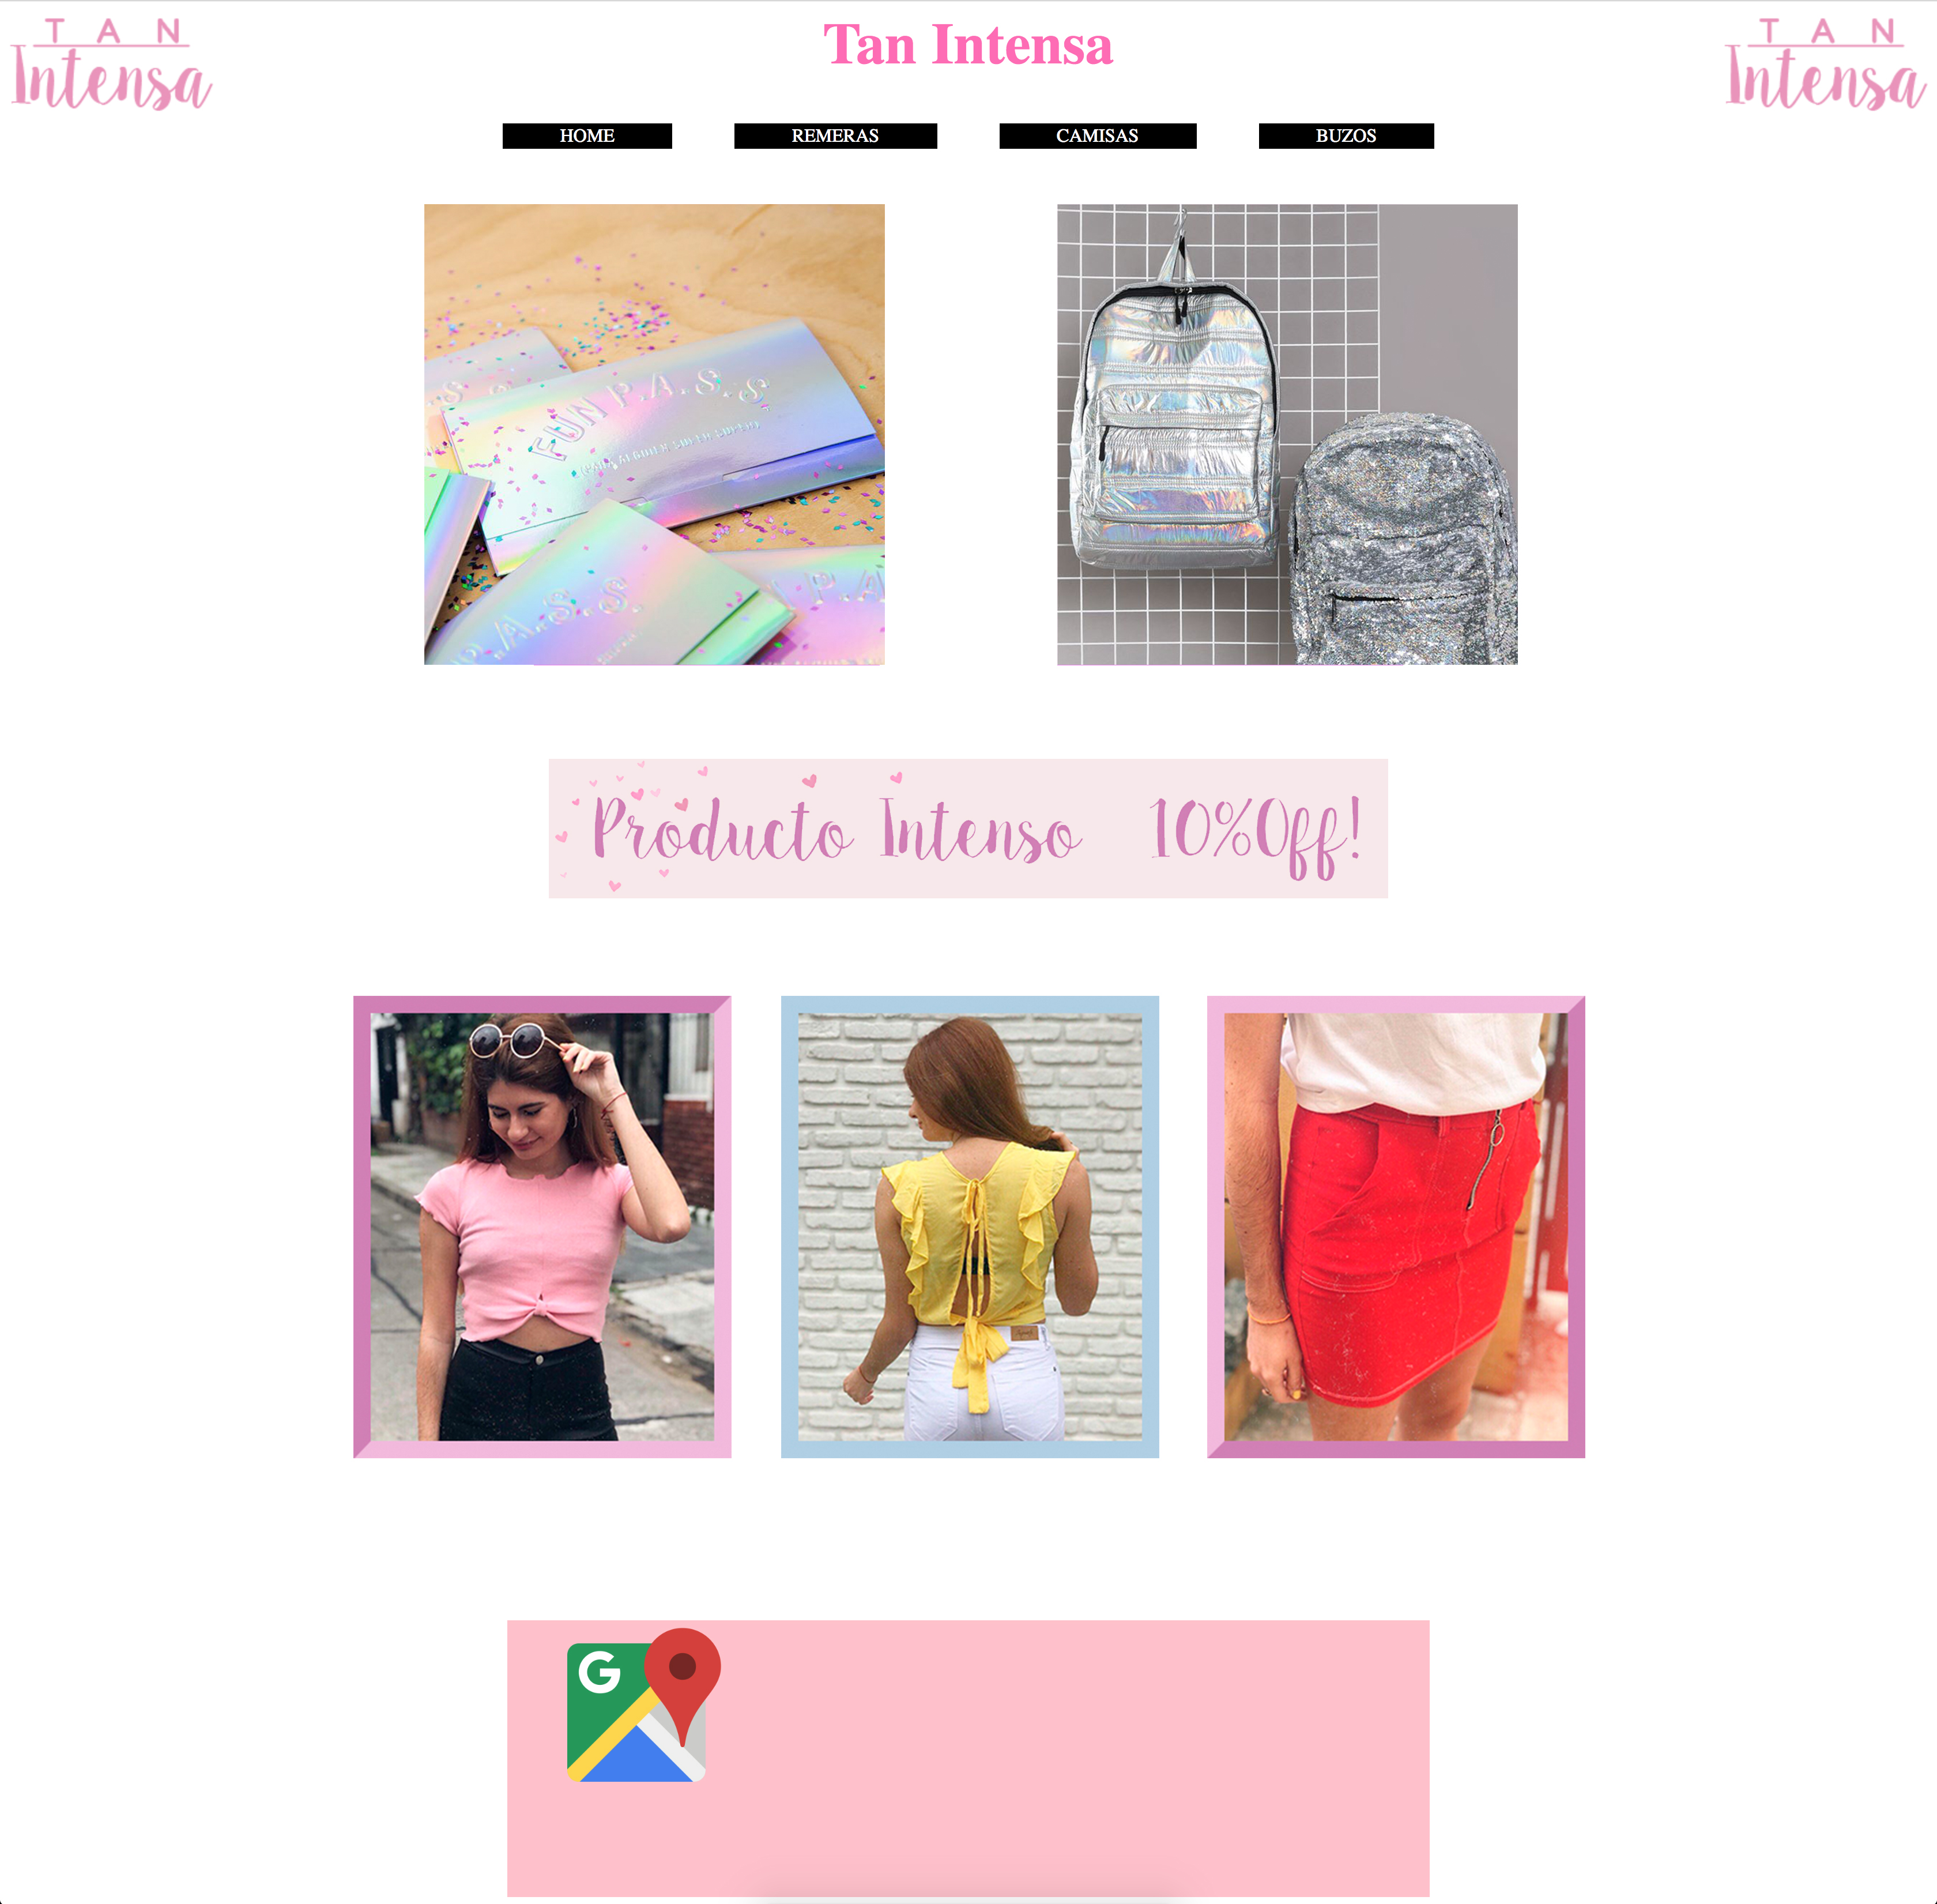 TAN
Intensa
Tan Intensa
TAN
Intensa
HOME
REMERAS
CAMISAS
BUZOS
FUN P.A.S.S.
P.A.S.S.
Producto Intenso 10%Off!
G